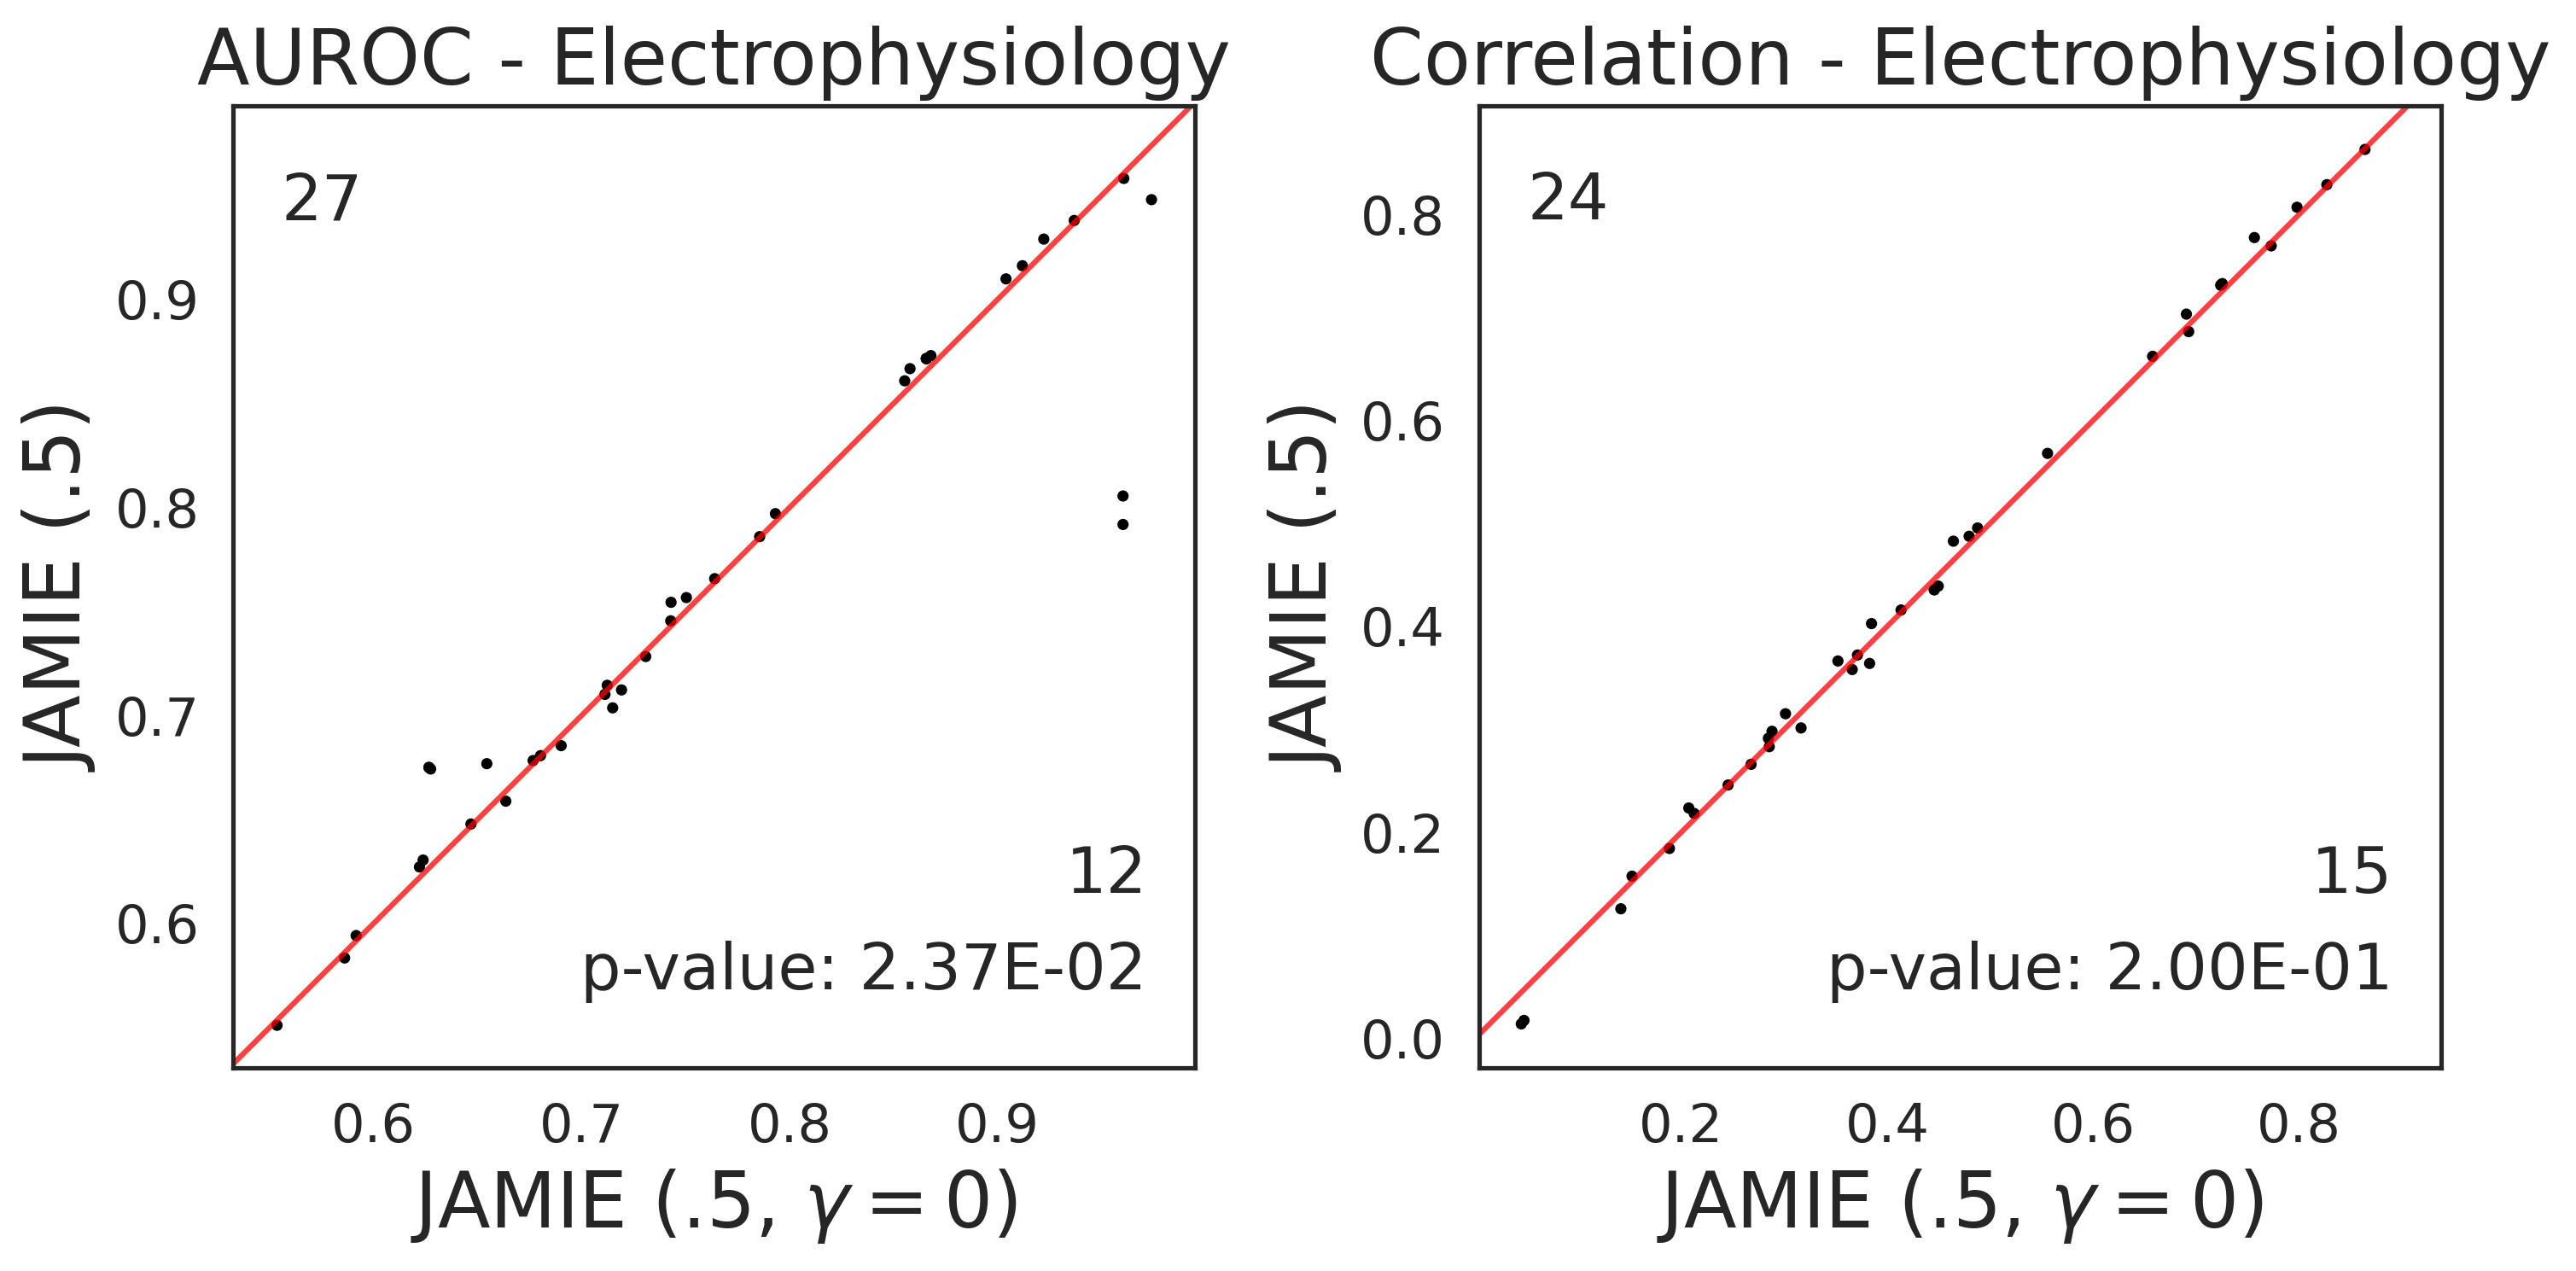 AUROC - Electrophysiology
27
0.9
0.8
0.7
0.6
JAMIE (.5)
12
p-value: 2.37E-02
0.6 0.7 0.8 0.9
JAMIE (.5, γ = 0)
Correlation - Electrophysiology
24
0.8
0.6
0.4
0.2
0.0
JAMIE (.5)
15
p-value: 2.00E-01
0.2 0.4 0.6 0.8
JAMIE (.5, γ = 0)